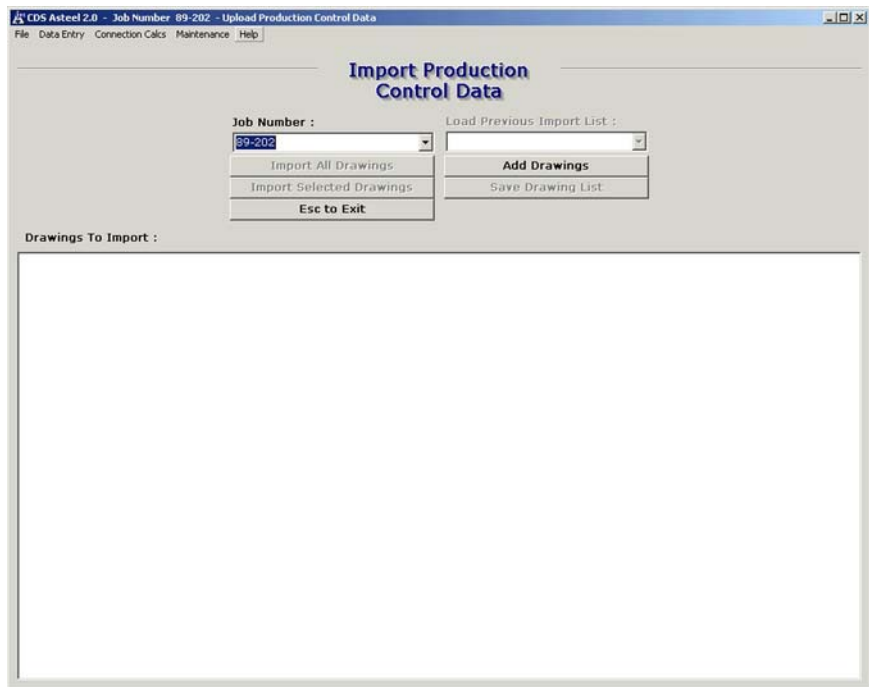 CDS Asteel 2.0 - Job Number 89-202 - Upload Production Control Data
File Data Entry Connection Calcs Maintenance Help
Import Production
Control Data
Job Number :
Load Previous Import List :
89-202
Import All Drawings
Add Drawings
Import Selected Drawings
Save Drawing List
Esc to Exit
Drawings To Import :